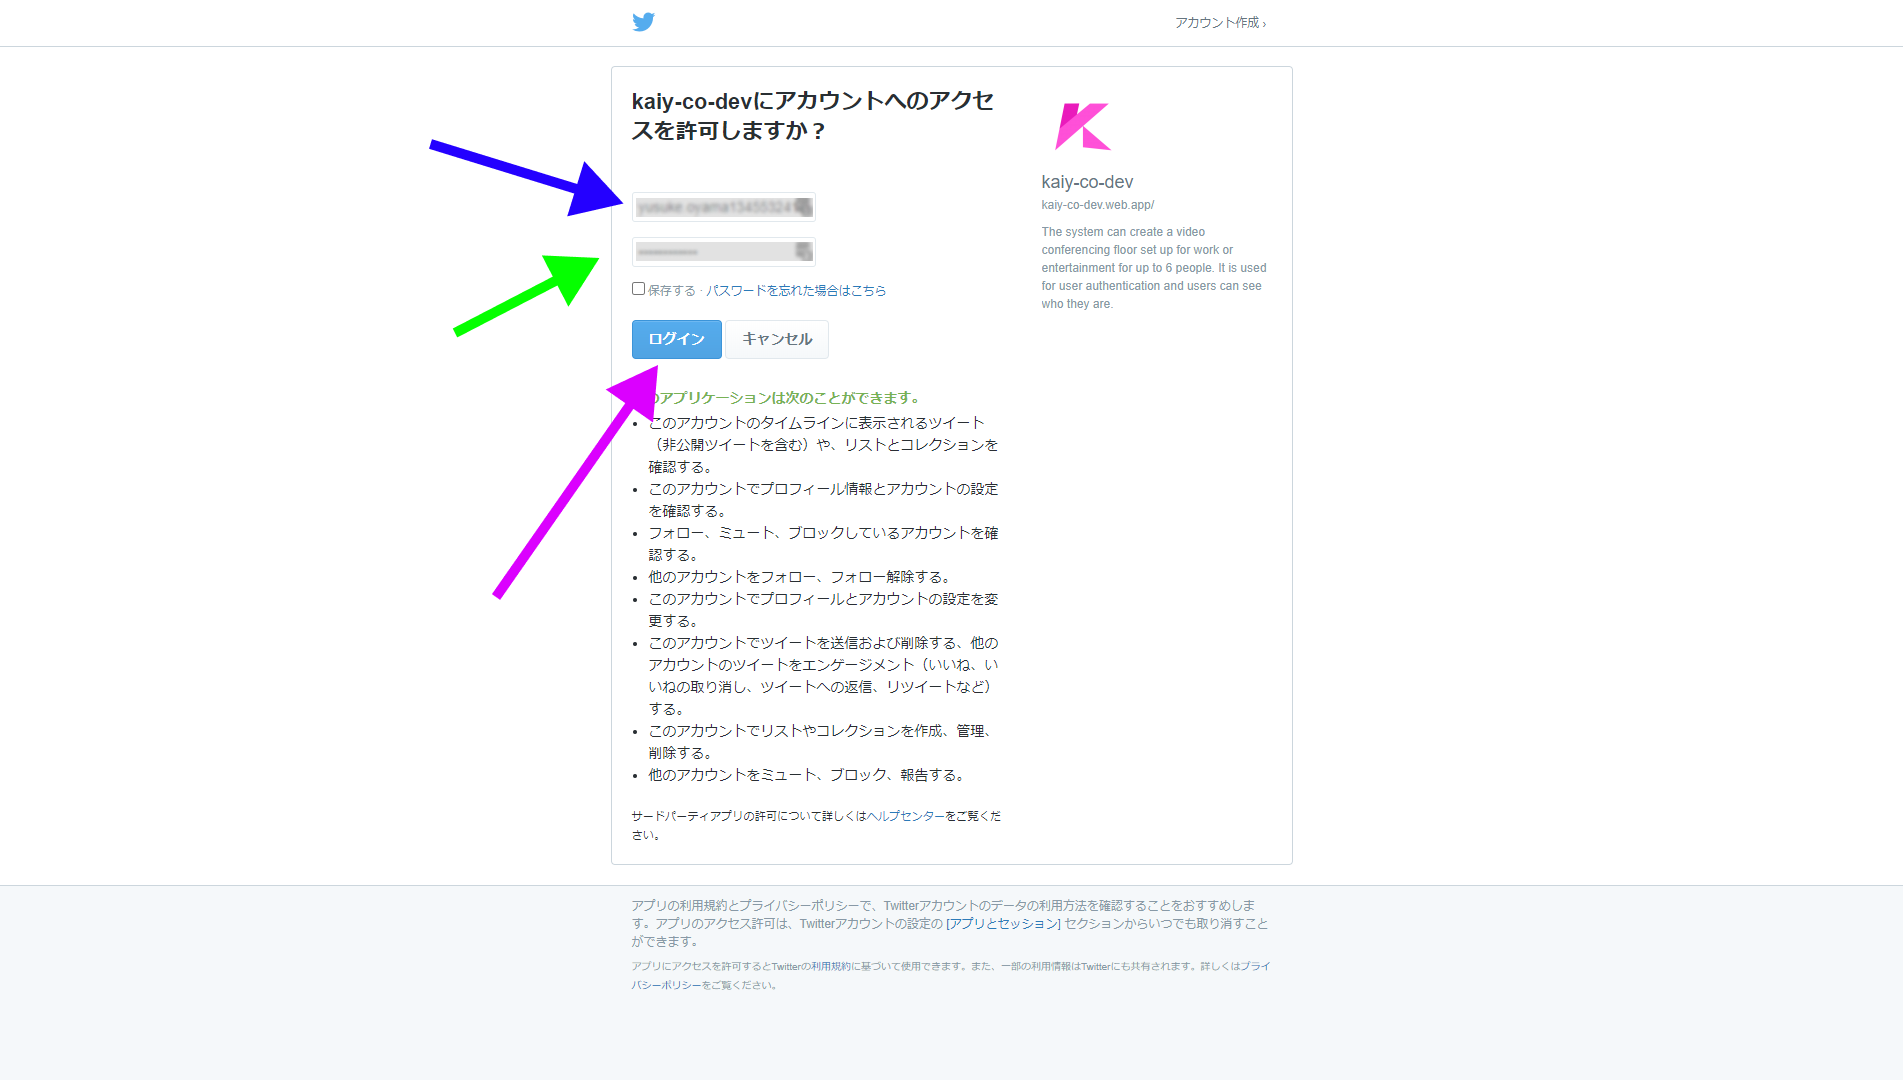 アカウント作成 ›
kaiy-co-devにアカウントへのアクセ
スを許可しますか？
保存する · パスワードを忘れた場合はこちら
ログイン キャンセル
のアプリケーションは次のことができます。
• このアカウントのタイムラインに表示されるツイート
（非公開ツイートを含む）や、リストとコレクションを
確認する。
• このアカウントでプロフィール情報とアカウントの設定
を確認する。
• フォロー、ミュート、ブロックしているアカウントを確
認する。
• 他のアカウントをフォロー、フォロー解除する。
• このアカウントでプロフィールとアカウントの設定を変
更する。
• このアカウントでツイートを送信および削除する、他の
アカウントのツイートをエンゲージメント（いいね、い
いねの取り消し、ツイートへの返信、リツイートなど）
する。
• このアカウントでリストやコレクションを作成、管理、
削除する。
• 他のアカウントをミュート、ブロック、報告する。
サードパーティアプリの許可について詳しくはヘルプセンターをご覧くだ
さい。
kaiy-co-dev
kaiy-co-dev.web.app/
The system can create a video
conferencing floor set up for work or
entertainment for up to 6 people. It is used
for user authentication and users can see
who they are.
アプリの利用規約とプライバシーポリシーで、Twitterアカウントのデータの利用方法を確認することをおすすめしま
す。アプリのアクセス許可は、Twitterアカウントの設定の [アプリとセッション] セクションからいつでも取り消すこと
ができます。
アプリにアクセスを許可するとTwitterの利用規約に基づいて使用できます。また、一部の利用情報はTwitterにも共有されます。詳しくはプライ
バシーポリシーをご覧ください。